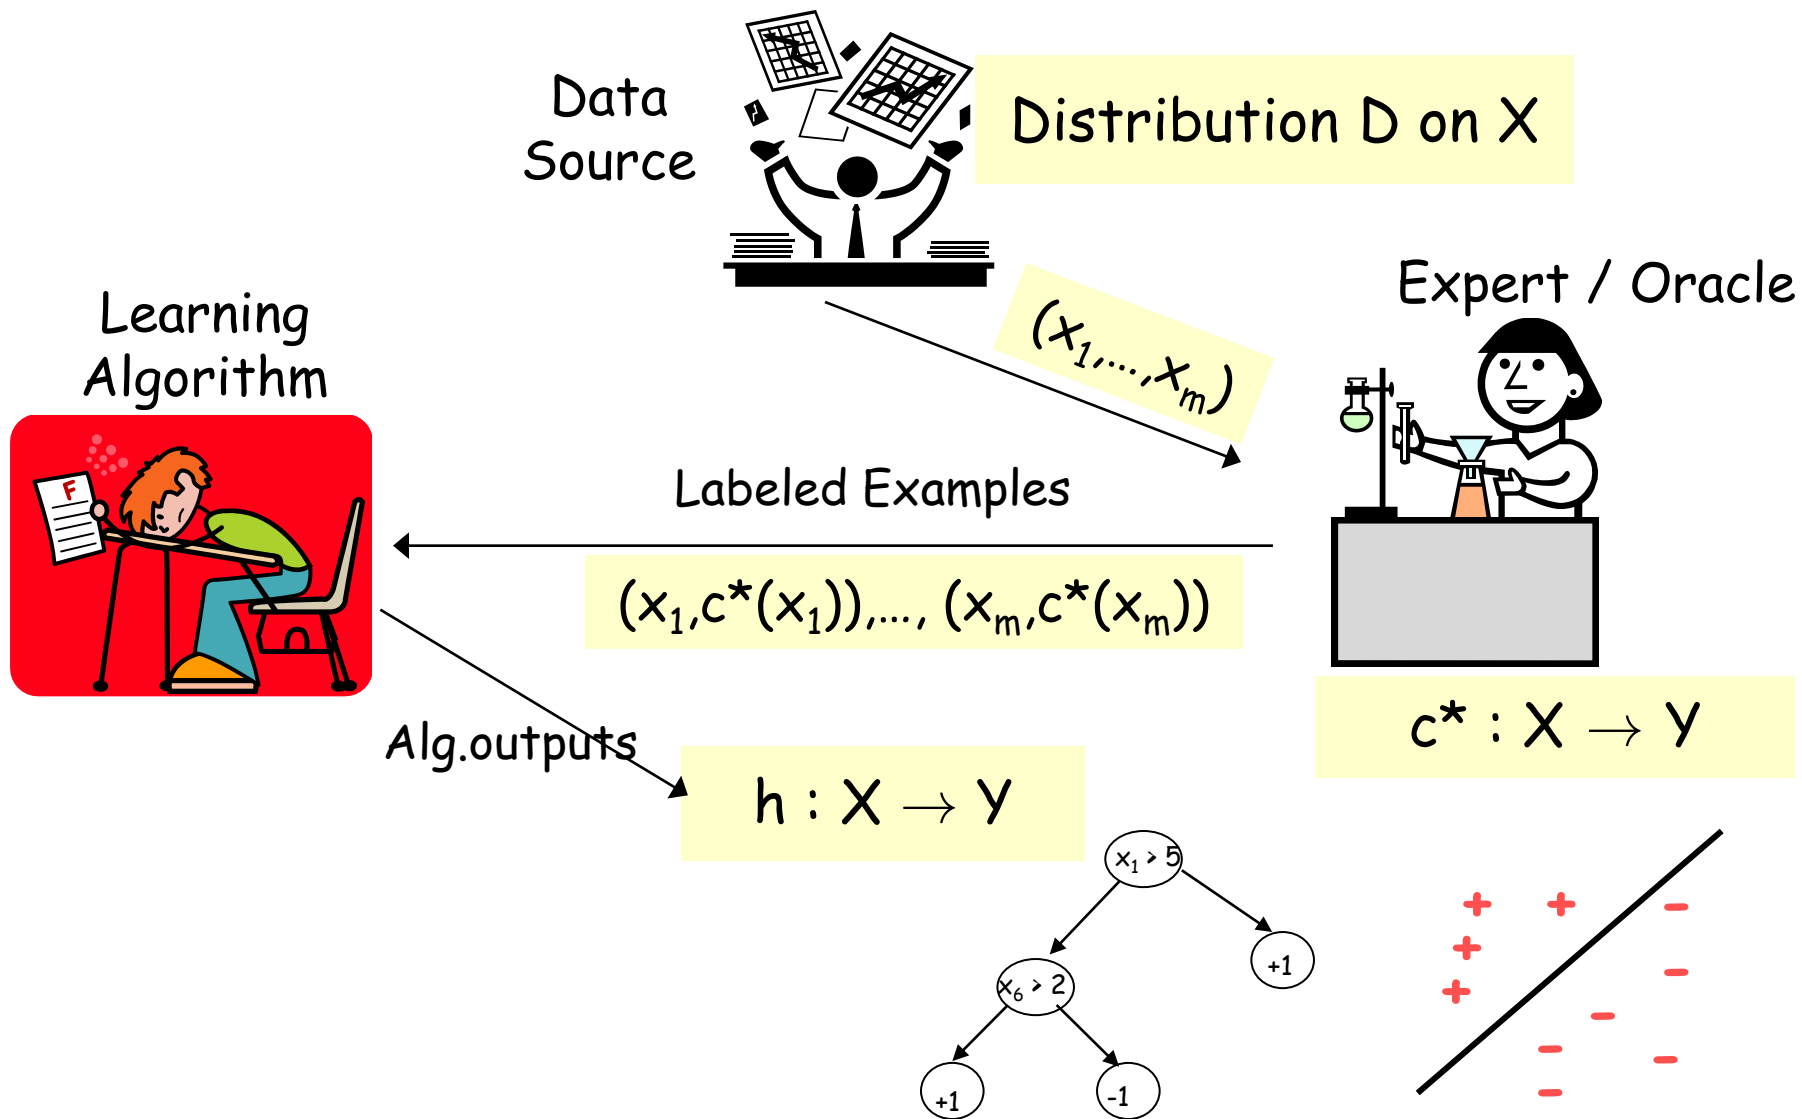 Data
Source
Distribution D on X
Expert / Oracle
Learning
Algorithm
(x₁,...,xₘ)
F
Labeled Examples
(x₁,c*(x₁)),..., (xₘ,c*(xₘ))
c* : X → Y
Alg.outputs
h : X → Y
x₁ > 5
+1
x₆ > 2
+1
-1
+ + -
+
-
+
-
-
-
-